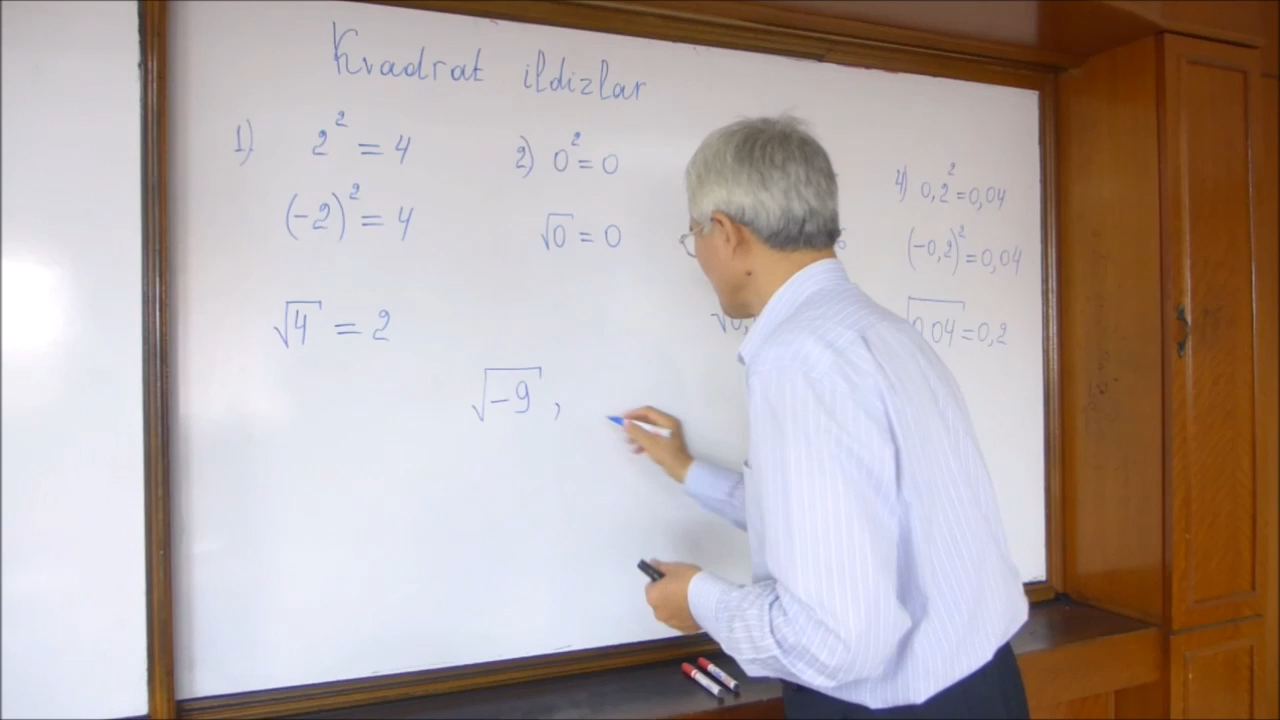 Kvadrat ildizlar
1) 2² = 4
(-2)² = 4
√4 = 2
2) 0² = 0
√0 = 0
4) 0,2² = 0,04
(-0,2)² = 0,04
√0,04 = 0,2
√-9 ,